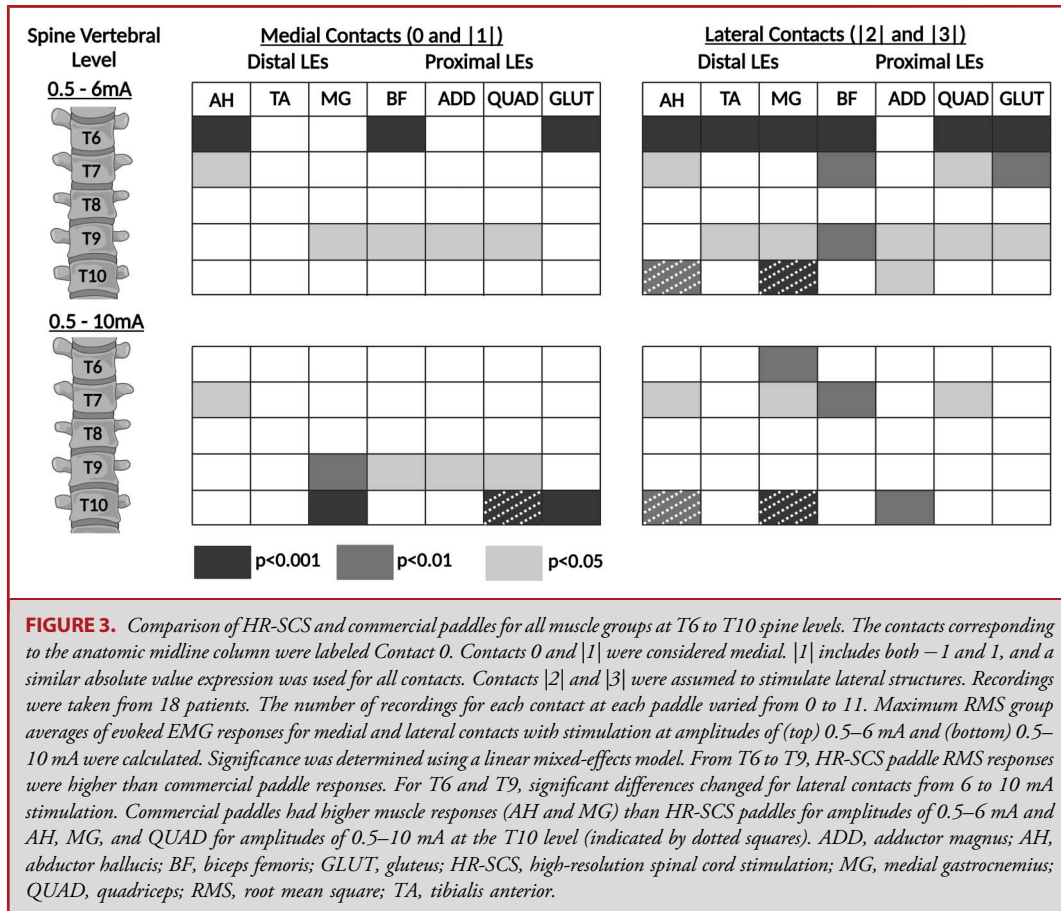 Spine Vertebral
Level
0.5 - 6mA
Medial Contacts (0 and |1|)
Distal LEs Proximal LEs
Lateral Contacts (|2| and |3|)
Distal LEs Proximal LEs
AH TA MG BF ADD QUAD GLUT
AH TA MG BF ADD QUAD GLUT
T6
T7
T8
T9
T10
0.5 - 10mA
T6
T7
T8
T9
T10
p<0.001 p<0.01 p<0.05
FIGURE 3. Comparison of HR-SCS and commercial paddles for all muscle groups at T6 to T10 spine levels. The contacts corresponding
to the anatomic midline column were labeled Contact 0. Contacts 0 and |1| were considered medial. |1| includes both −1 and 1, and a
similar absolute value expression was used for all contacts. Contacts |2| and |3| were assumed to stimulate lateral structures. Recordings
were taken from 18 patients. The number of recordings for each contact at each paddle varied from 0 to 11. Maximum RMS group
averages of evoked EMG responses for medial and lateral contacts with stimulation at amplitudes of (top) 0.5–6 mA and (bottom) 0.5–
10 mA were calculated. Significance was determined using a linear mixed-effects model. From T6 to T9, HR-SCS paddle RMS responses
were higher than commercial paddle responses. For T6 and T9, significant differences changed for lateral contacts from 6 to 10 mA
stimulation. Commercial paddles had higher muscle responses (AH and MG) than HR-SCS paddles for amplitudes of 0.5–6 mA and
AH, MG, and QUAD for amplitudes of 0.5–10 mA at the T10 level (indicated by dotted squares). ADD, adductor magnus; AH,
abductor hallucis; BF, biceps femoris; GLUT, gluteus; HR-SCS, high-resolution spinal cord stimulation; MG, medial gastrocnemius;
QUAD, quadriceps; RMS, root mean square; TA, tibialis anterior.